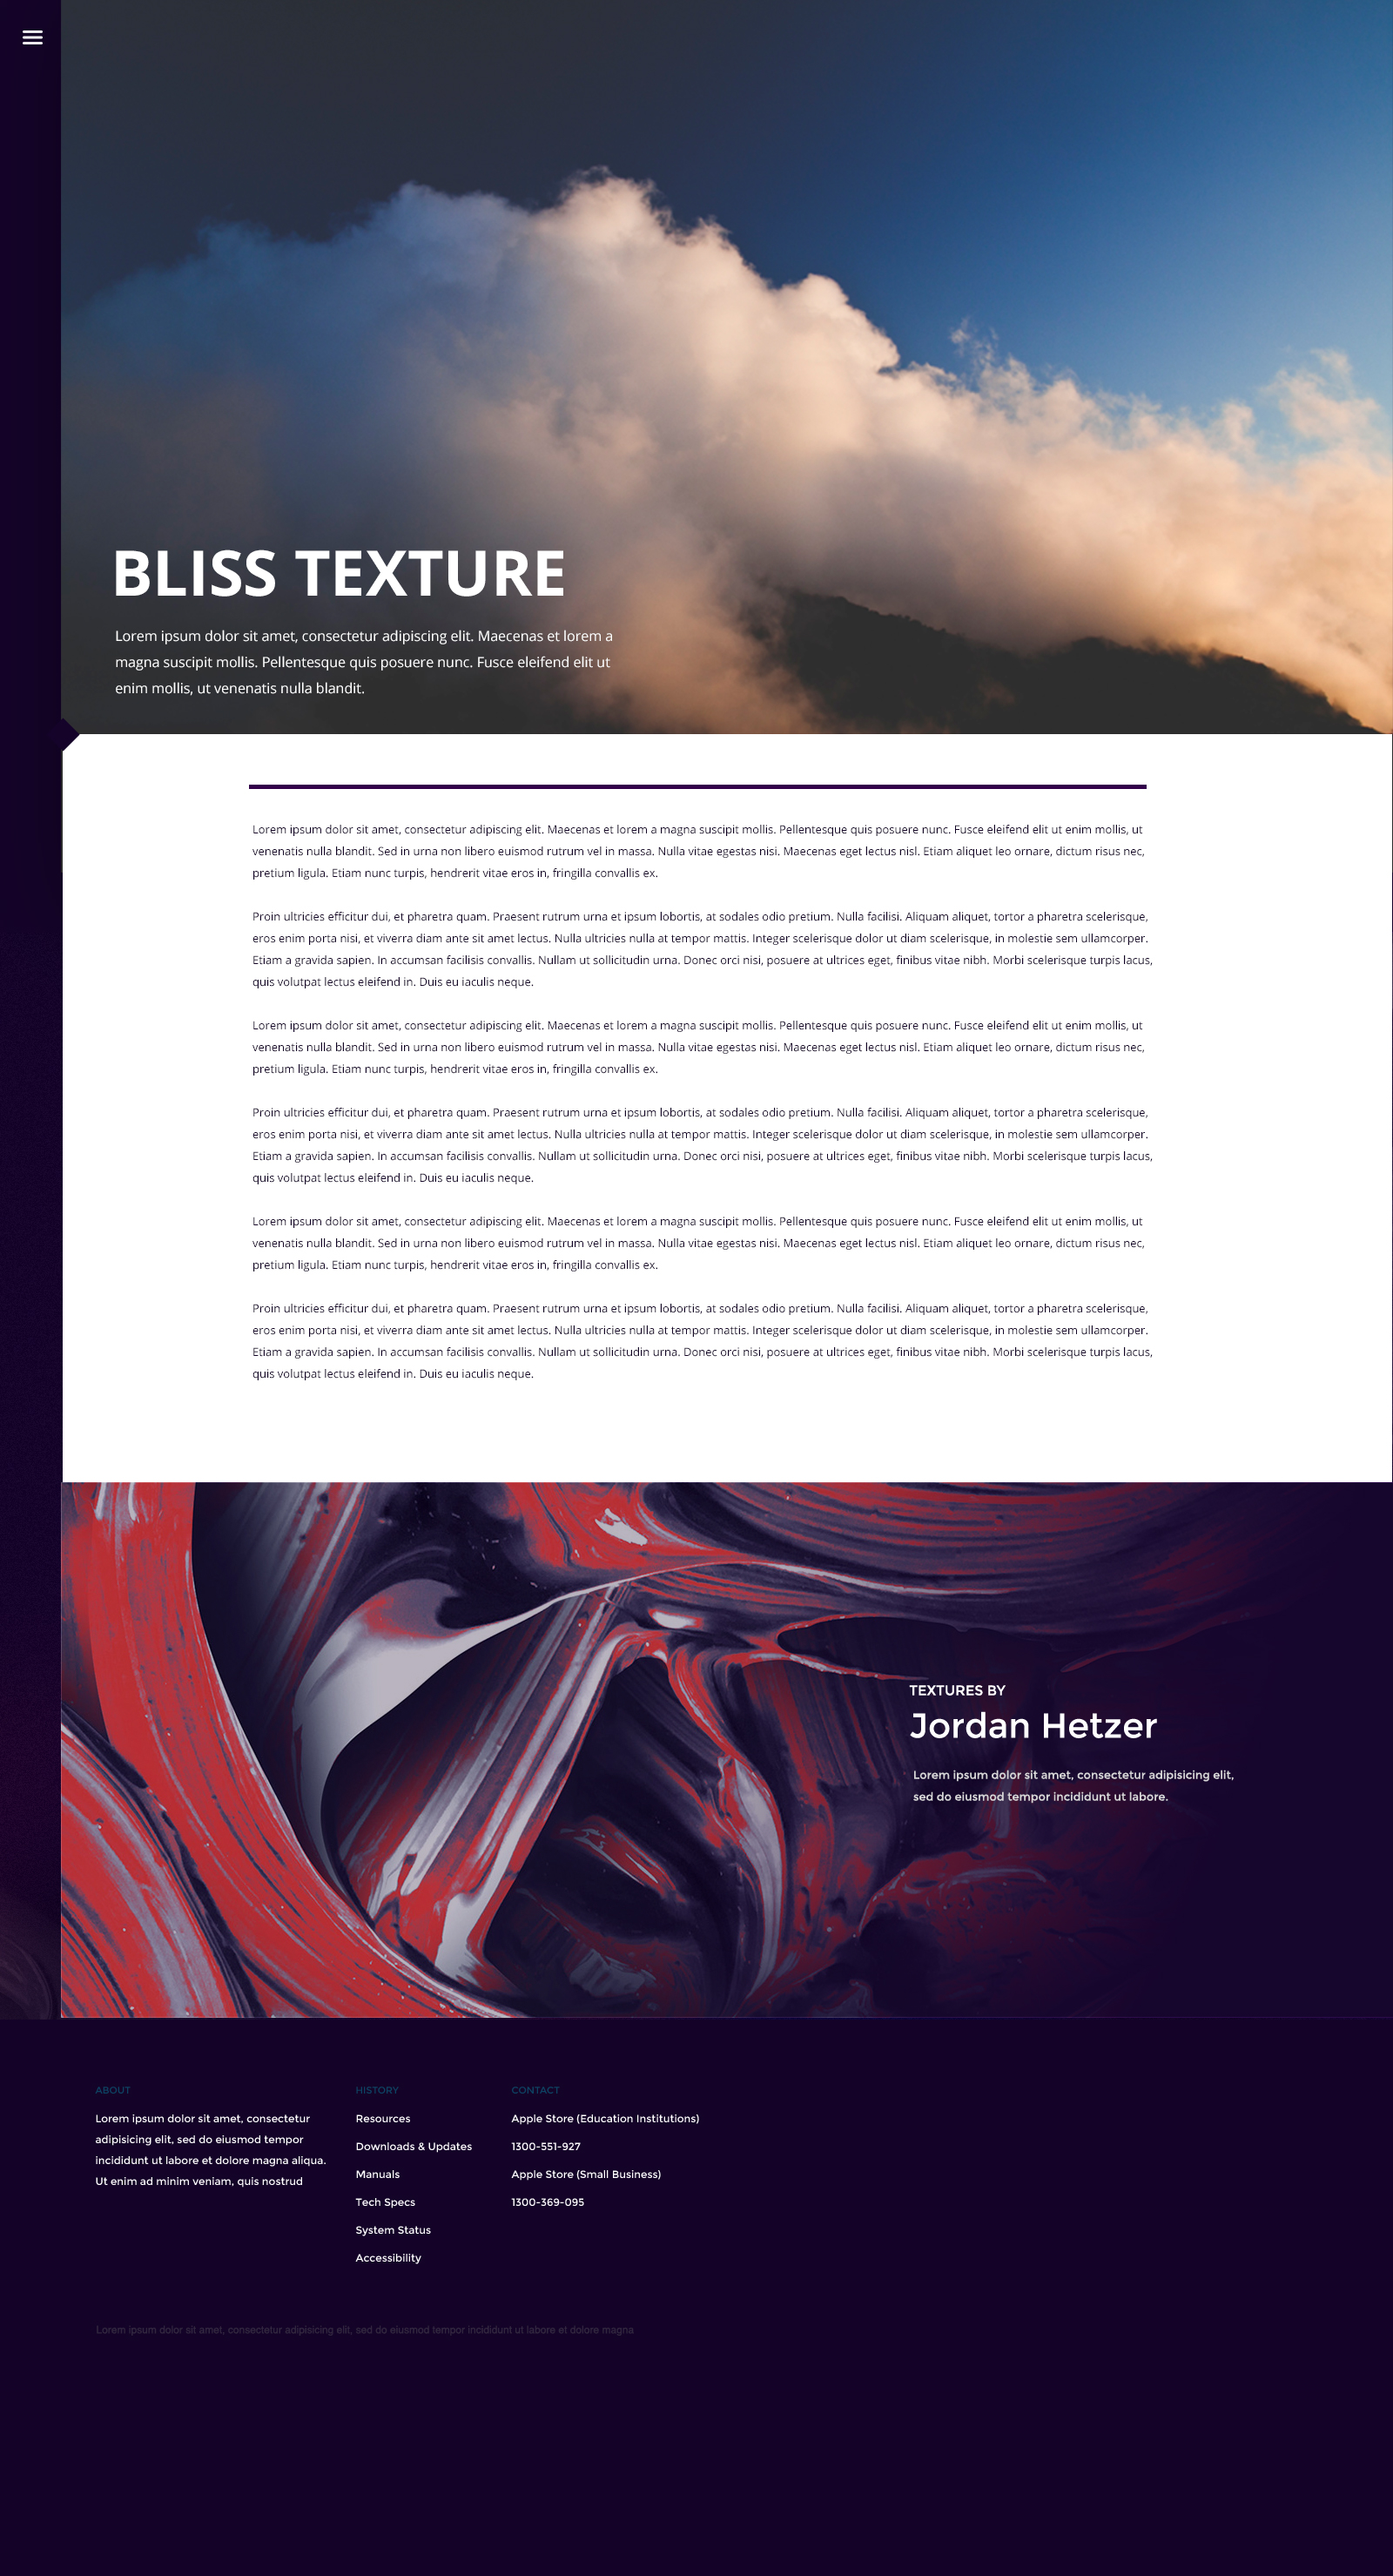 BLISS TEXTURE
Lorem ipsum dolor sit amet, consectetur adipiscing elit. Maecenas et lorem a
magna suscipit mollis. Pellentesque quis posuere nunc. Fusce eleifend elit ut
enim mollis, ut venenatis nulla blandit.
Lorem ipsum dolor sit amet, consectetur adipiscing elit. Maecenas et lorem a magna suscipit mollis. Pellentesque quis posuere nunc. Fusce eleifend elit ut enim mollis, ut
venenatis nulla blandit. Sed in urna non libero euismod rutrum vel in massa. Nulla vitae egestas nisi. Maecenas eget lectus nisl. Etiam aliquet leo ornare, dictum risus nec,
pretium ligula. Etiam nunc turpis, hendrerit vitae eros in, fringilla convallis ex.
Proin ultricies efficitur dui, et pharetra quam. Praesent rutrum urna et ipsum lobortis, at sodales odio pretium. Nulla facilisi. Aliquam aliquet, tortor a pharetra scelerisque,
eros enim porta nisi, et viverra diam ante sit amet lectus. Nulla ultricies nulla at tempor mattis. Integer scelerisque dolor ut diam scelerisque, in molestie sem ullamcorper.
Etiam a gravida sapien. In accumsan facilisis convallis. Nullam ut sollicitudin urna. Donec orci nisi, posuere at ultrices eget, finibus vitae nibh. Morbi scelerisque turpis lacus,
quis volutpat lectus eleifend in. Duis eu iaculis neque.
Lorem ipsum dolor sit amet, consectetur adipiscing elit. Maecenas et lorem a magna suscipit mollis. Pellentesque quis posuere nunc. Fusce eleifend elit ut enim mollis, ut
venenatis nulla blandit. Sed in urna non libero euismod rutrum vel in massa. Nulla vitae egestas nisi. Maecenas eget lectus nisl. Etiam aliquet leo ornare, dictum risus nec,
pretium ligula. Etiam nunc turpis, hendrerit vitae eros in, fringilla convallis ex.
Proin ultricies efficitur dui, et pharetra quam. Praesent rutrum urna et ipsum lobortis, at sodales odio pretium. Nulla facilisi. Aliquam aliquet, tortor a pharetra scelerisque,
eros enim porta nisi, et viverra diam ante sit amet lectus. Nulla ultricies nulla at tempor mattis. Integer scelerisque dolor ut diam scelerisque, in molestie sem ullamcorper.
Etiam a gravida sapien. In accumsan facilisis convallis. Nullam ut sollicitudin urna. Donec orci nisi, posuere at ultrices eget, finibus vitae nibh. Morbi scelerisque turpis lacus,
quis volutpat lectus eleifend in. Duis eu iaculis neque.
Lorem ipsum dolor sit amet, consectetur adipiscing elit. Maecenas et lorem a magna suscipit mollis. Pellentesque quis posuere nunc. Fusce eleifend elit ut enim mollis, ut
venenatis nulla blandit. Sed in urna non libero euismod rutrum vel in massa. Nulla vitae egestas nisi. Maecenas eget lectus nisl. Etiam aliquet leo ornare, dictum risus nec,
pretium ligula. Etiam nunc turpis, hendrerit vitae eros in, fringilla convallis ex.
Proin ultricies efficitur dui, et pharetra quam. Praesent rutrum urna et ipsum lobortis, at sodales odio pretium. Nulla facilisi. Aliquam aliquet, tortor a pharetra scelerisque,
eros enim porta nisi, et viverra diam ante sit amet lectus. Nulla ultricies nulla at tempor mattis. Integer scelerisque dolor ut diam scelerisque, in molestie sem ullamcorper.
Etiam a gravida sapien. In accumsan facilisis convallis. Nullam ut sollicitudin urna. Donec orci nisi, posuere at ultrices eget, finibus vitae nibh. Morbi scelerisque turpis lacus,
quis volutpat lectus eleifend in. Duis eu iaculis neque.
TEXTURES BY
Jordan Hetzer
Lorem ipsum dolor sit amet, consectetur adipisicing elit,
sed do eiusmod tempor incididunt ut labore.
ABOUT
Lorem ipsum dolor sit amet, consectetur
adipisicing elit, sed do eiusmod tempor
incididunt ut labore et dolore magna aliqua.
Ut enim ad minim veniam, quis nostrud
HISTORY
Resources
Downloads & Updates
Manuals
Tech Specs
System Status
Accessibility
CONTACT
Apple Store (Education Institutions)
1300-551-927
Apple Store (Small Business)
1300-369-095
Lorem ipsum dolor sit amet, consectetur adipisicing elit, sed do eiusmod tempor incididunt ut labore et dolore magna